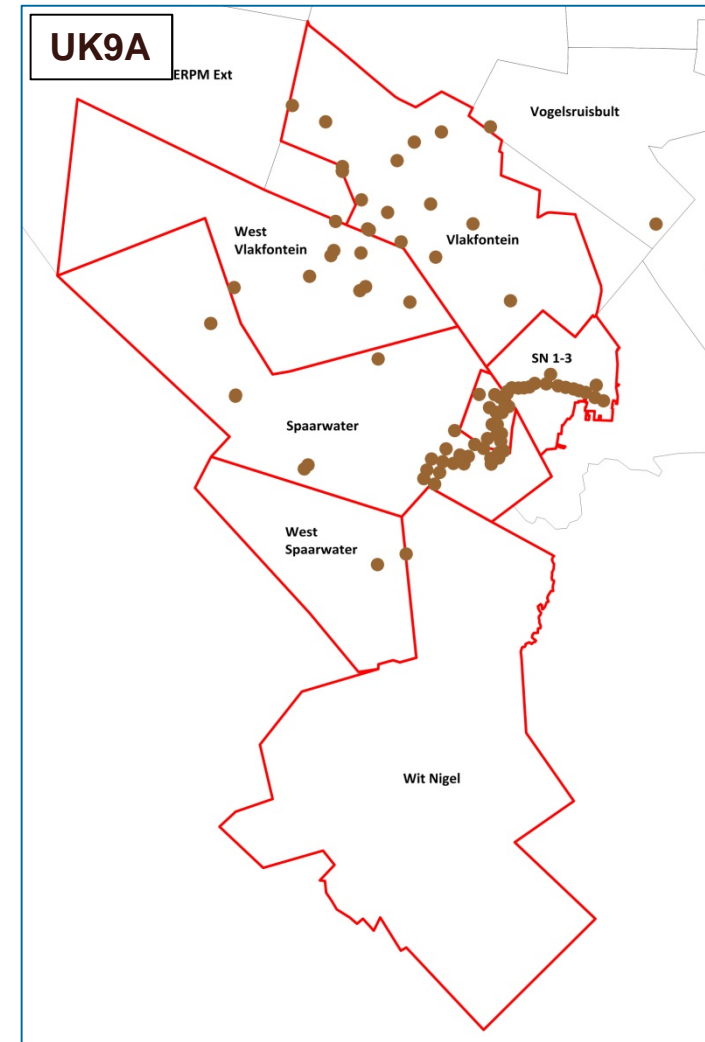 UK9A
ERPM Ext
Vogelsruisbult
West
Vlakfontein
Vlakfontein
SN 1-3
Spaarwater
West
Spaarwater
Wit Nigel